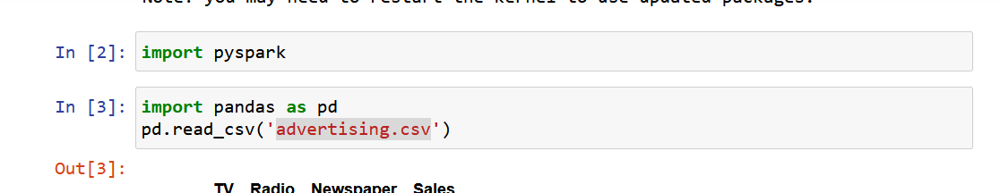 Note: you may need to restart the kernel to use updated packages.
In [2]: import pyspark
In [3]: import pandas as pd
pd.read_csv('advertising.csv')
Out[3]:
TV Radio Newspaper Sales